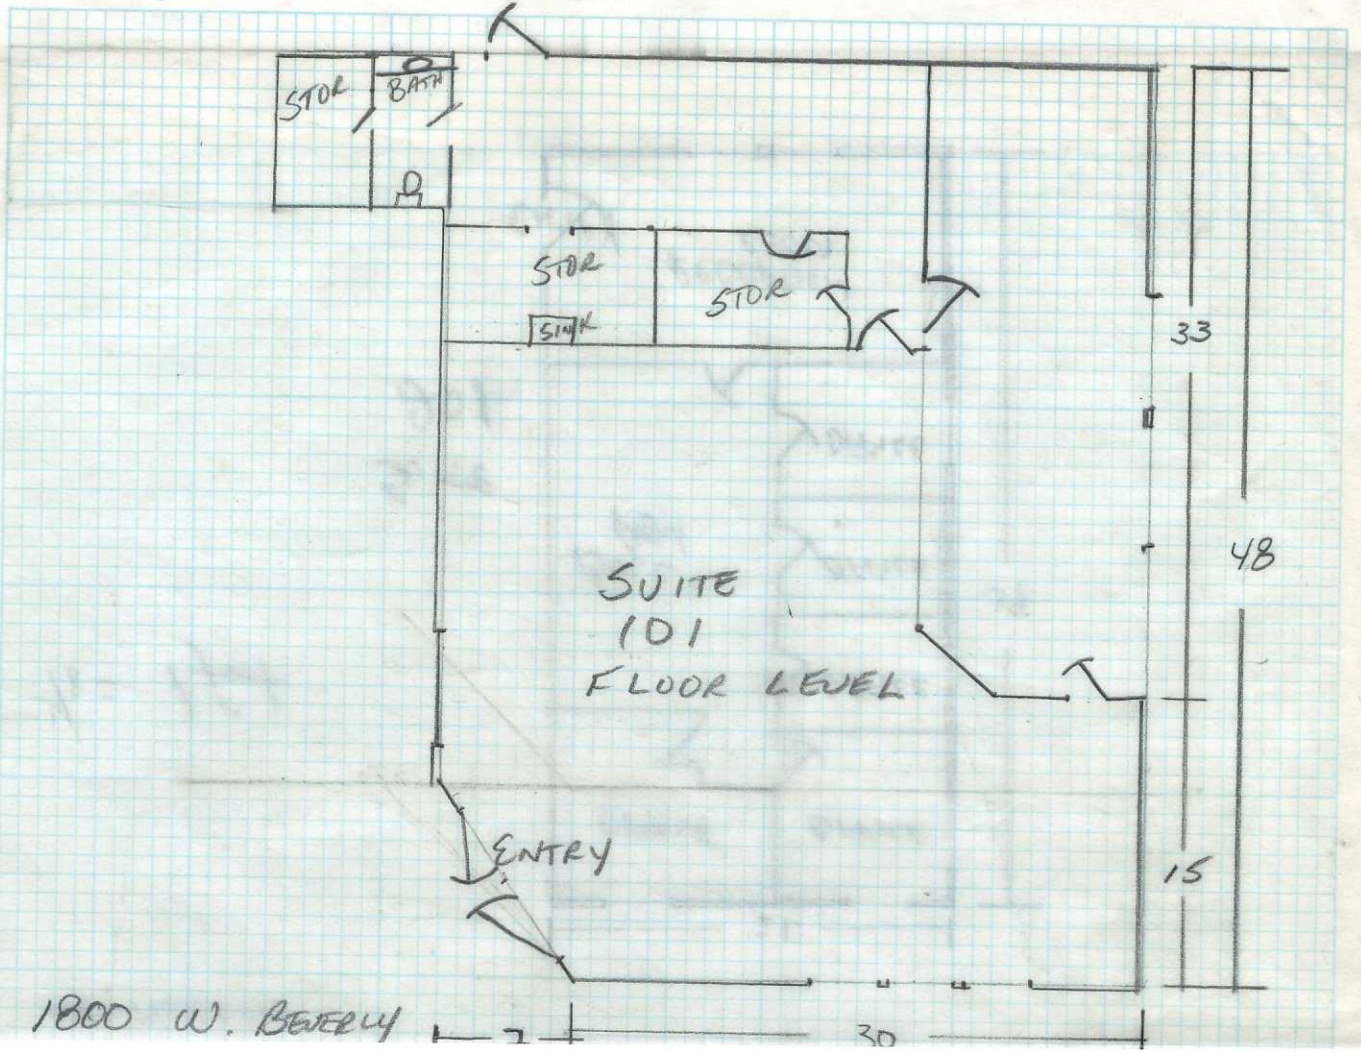 STOR
BATH
STOR
SINK
STOR
33
48
SUITE
101
FLOOR LEVEL
ENTRY
15
1800 W. BEVERLY
7
30